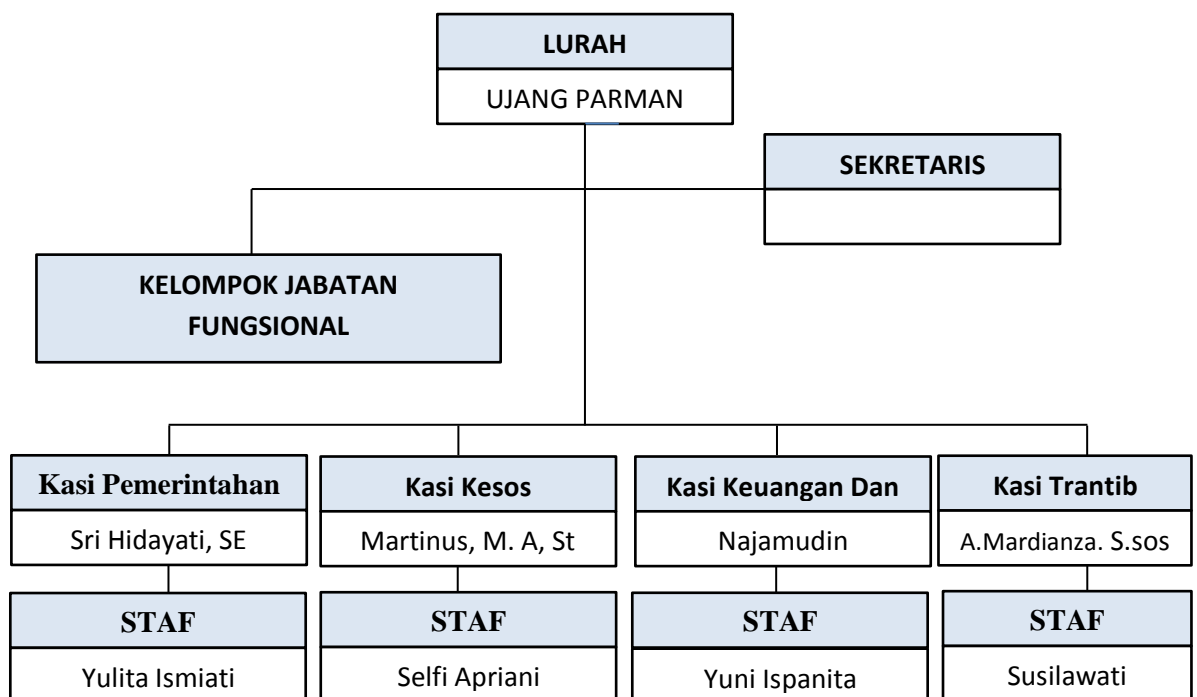 LURAH
UJANG PARMAN
SEKRETARIS
KELOMPOK JABATAN
FUNGSIONAL
Kasi Pemerintahan
Sri Hidayati, SE
Kasi Kesos
Martinus, M. A, St
Kasi Keuangan Dan
Najamudin
Kasi Trantib
A.Mardianza. S.sos
STAF
Yulita Ismiati
STAF
Selfi Apriani
STAF
Yuni Ispanita
STAF
Susilawati